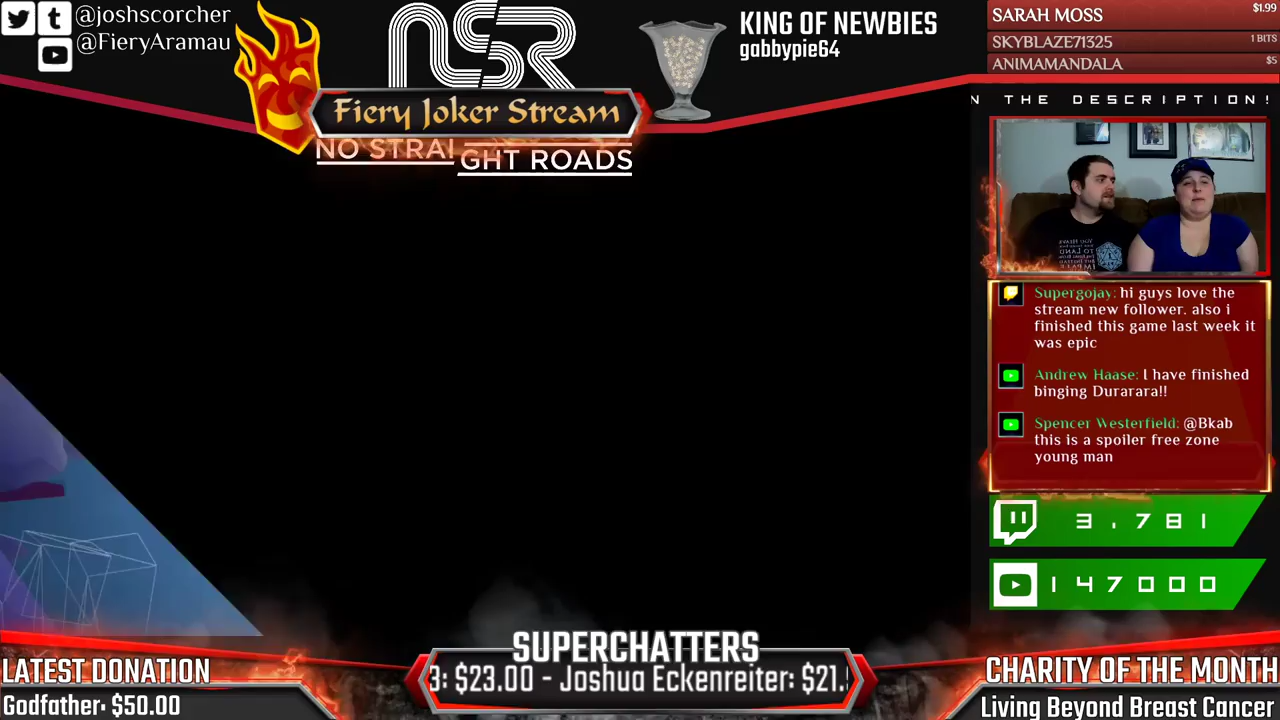 @joshscorcher
@FieryAramau
NSR
Fiery Joker Stream
NO STRAIGHT ROADS
KING OF NEWBIES
gabbypie64
SARAH MOSS $1.99
SKYBLAZE71325 1 BITS
ANIMAMANDALA $5
N THE DESCRIPTION!
Supergojay: hi guys love the
stream new follower. also i
finished this game last week it
was epic
Andrew Haase: I have finished
binging Durarara!!
Spencer Westerfield: @Bkab
this is a spoiler free zone
young man
3,781
147000
SUPERCHATTERS
3: $23.00 - Joshua Eckenreiter: $21.
LATEST DONATION
Godfather: $50.00
CHARITY OF THE MONTH
Living Beyond Breast Cancer